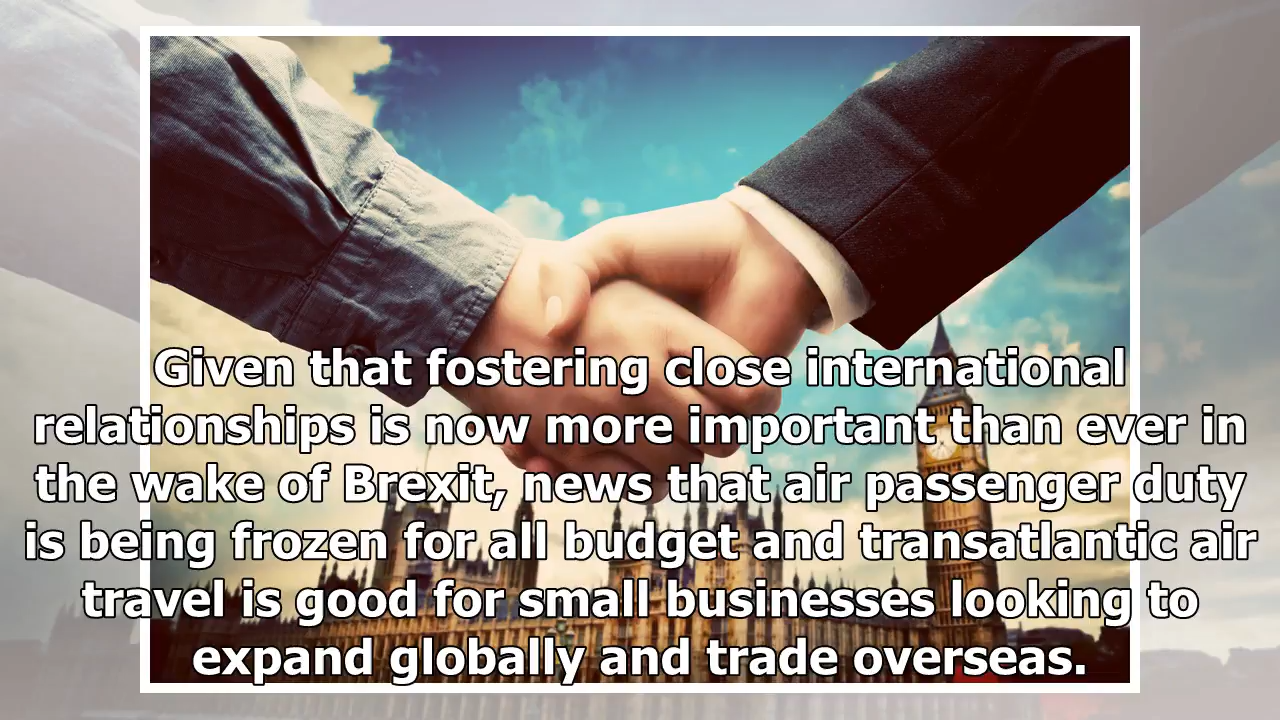 Given that fostering close international
relationships is now more important than ever in
the wake of Brexit, news that air passenger duty
is being frozen for all budget and transatlantic air
travel is good for small businesses looking to
expand globally and trade overseas.